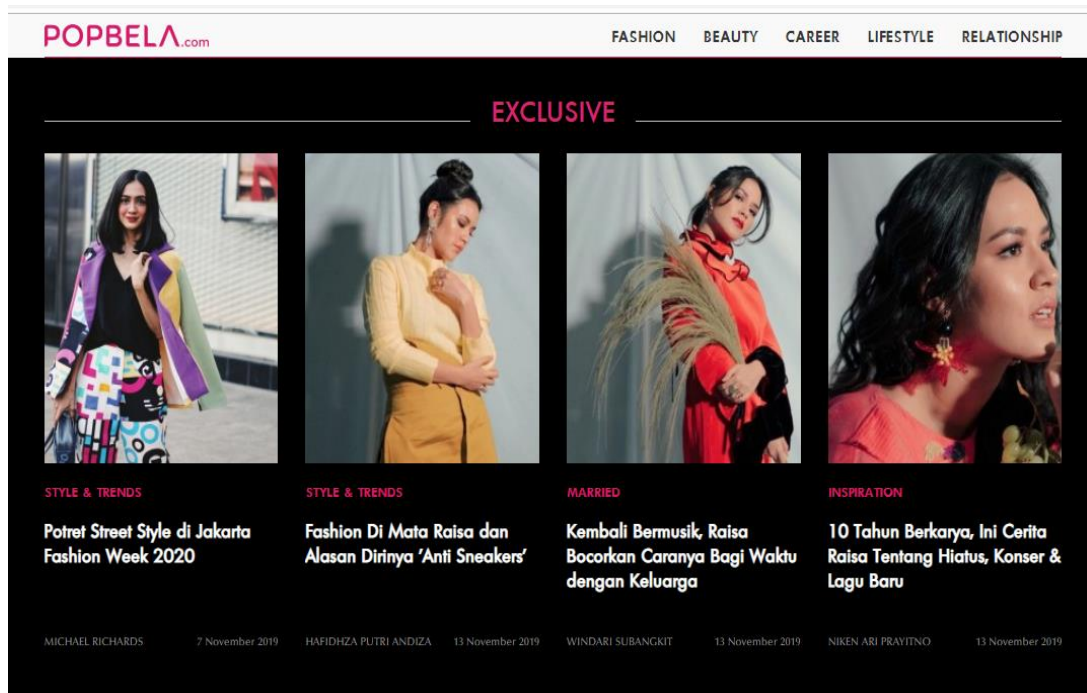 POPBELA.com
FASHION BEAUTY CAREER LIFESTYLE RELATIONSHIP
EXCLUSIVE
STYLE & TRENDS
Potret Street Style di Jakarta
Fashion Week 2020
MICHAEL RICHARDS 7 November 2019
STYLE & TRENDS
Fashion Di Mata Raisa dan
Alasan Dirinya 'Anti Sneakers'
HAFIDHZA PUTRI ANDIZA 13 November 2019
MARRIED
Kembali Bermusik, Raisa
Bocorkan Caranya Bagi Waktu
dengan Keluarga
WINDARI SUBANGKIT 13 November 2019
INSPIRATION
10 Tahun Berkarya, Ini Cerita
Raisa Tentang Hiatus, Konser &
Lagu Baru
NIKEN ARI PRAYITNO 13 November 2019